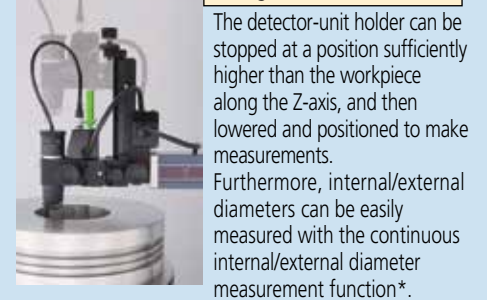 The detector-unit holder can be
stopped at a position sufficiently
higher than the workpiece
along the Z-axis, and then
lowered and positioned to make
measurements.
Furthermore, internal/external
diameters can be easily
measured with the continuous
internal/external diameter
measurement function*.